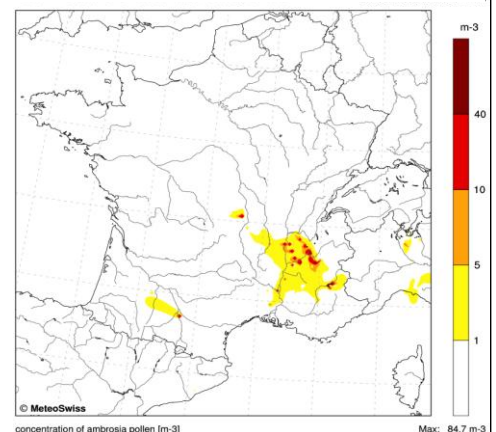 m-3
40
10
5
1
© MeteoSwiss
concentration of ambrosia pollen [m-3]
Max: 84.7 m-3